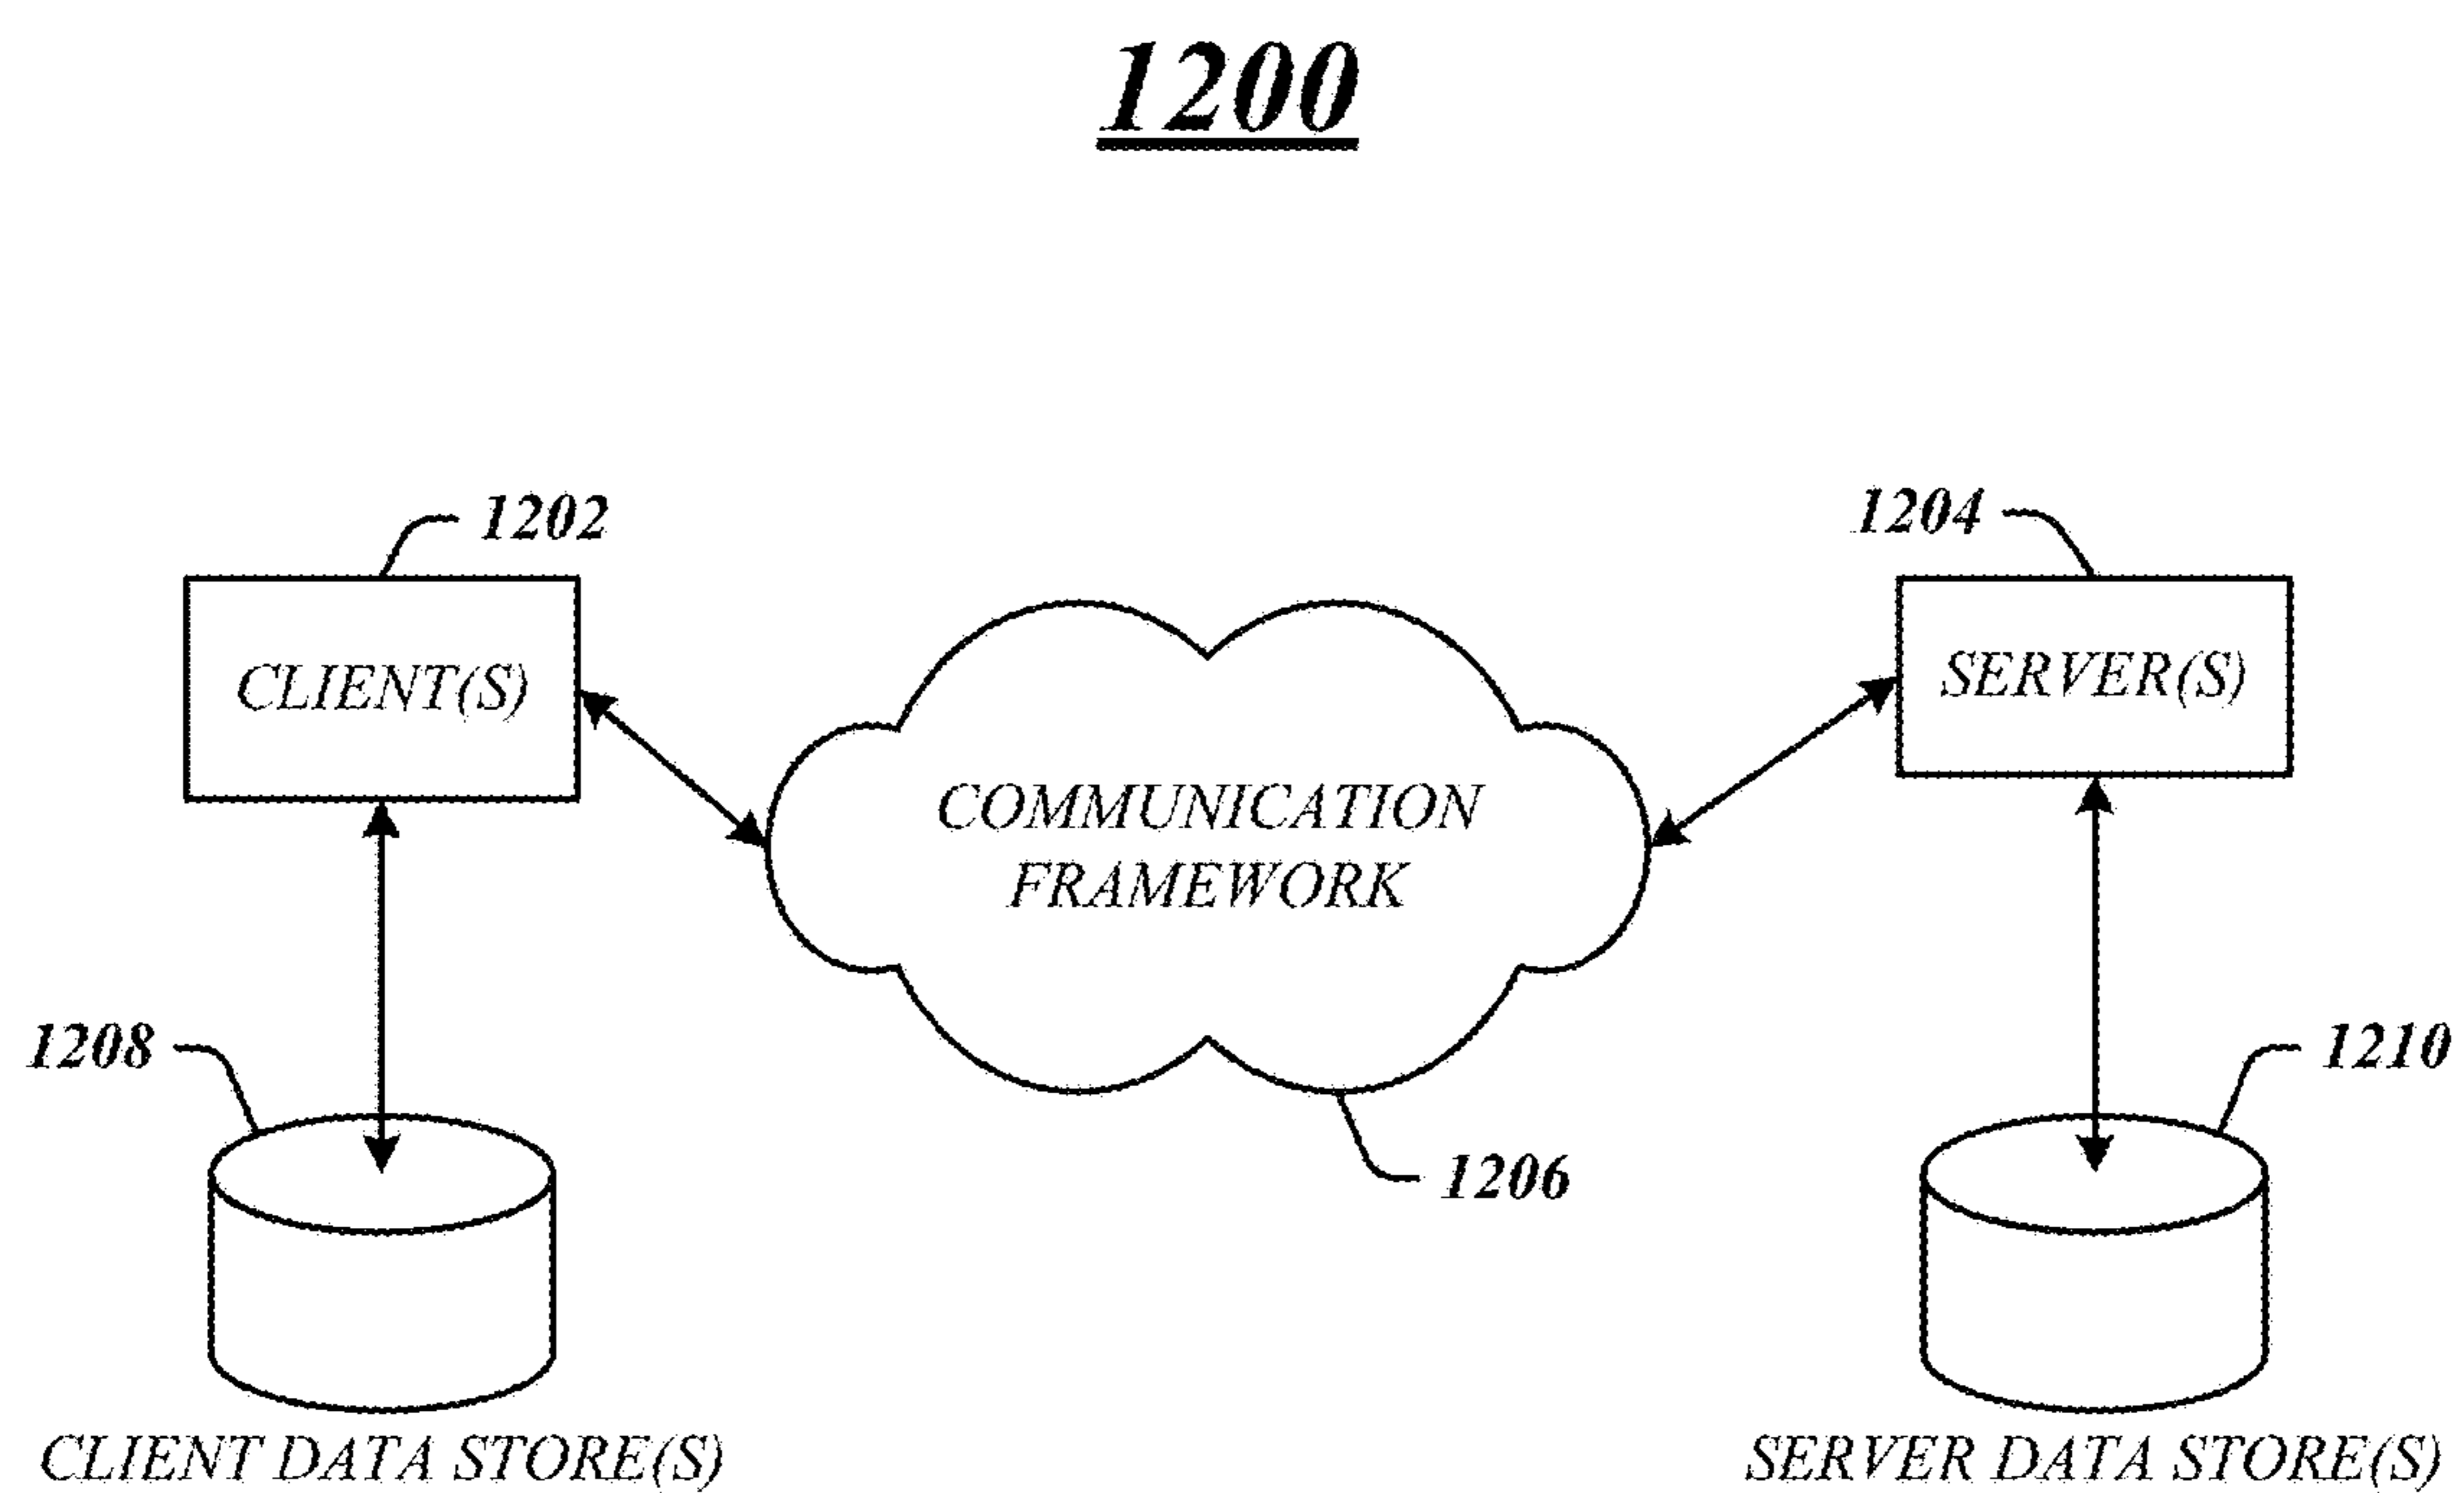 1200
1202
1204
CLIENT(S)
SERVER(S)
COMMUNICATION
FRAMEWORK
1208
1210
1206
CLIENT DATA STORE(S)
SERVER DATA STORE(S)